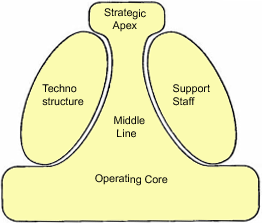 Strategic
Apex
Techno
structure
Middle
Line
Support
Staff
Operating Core